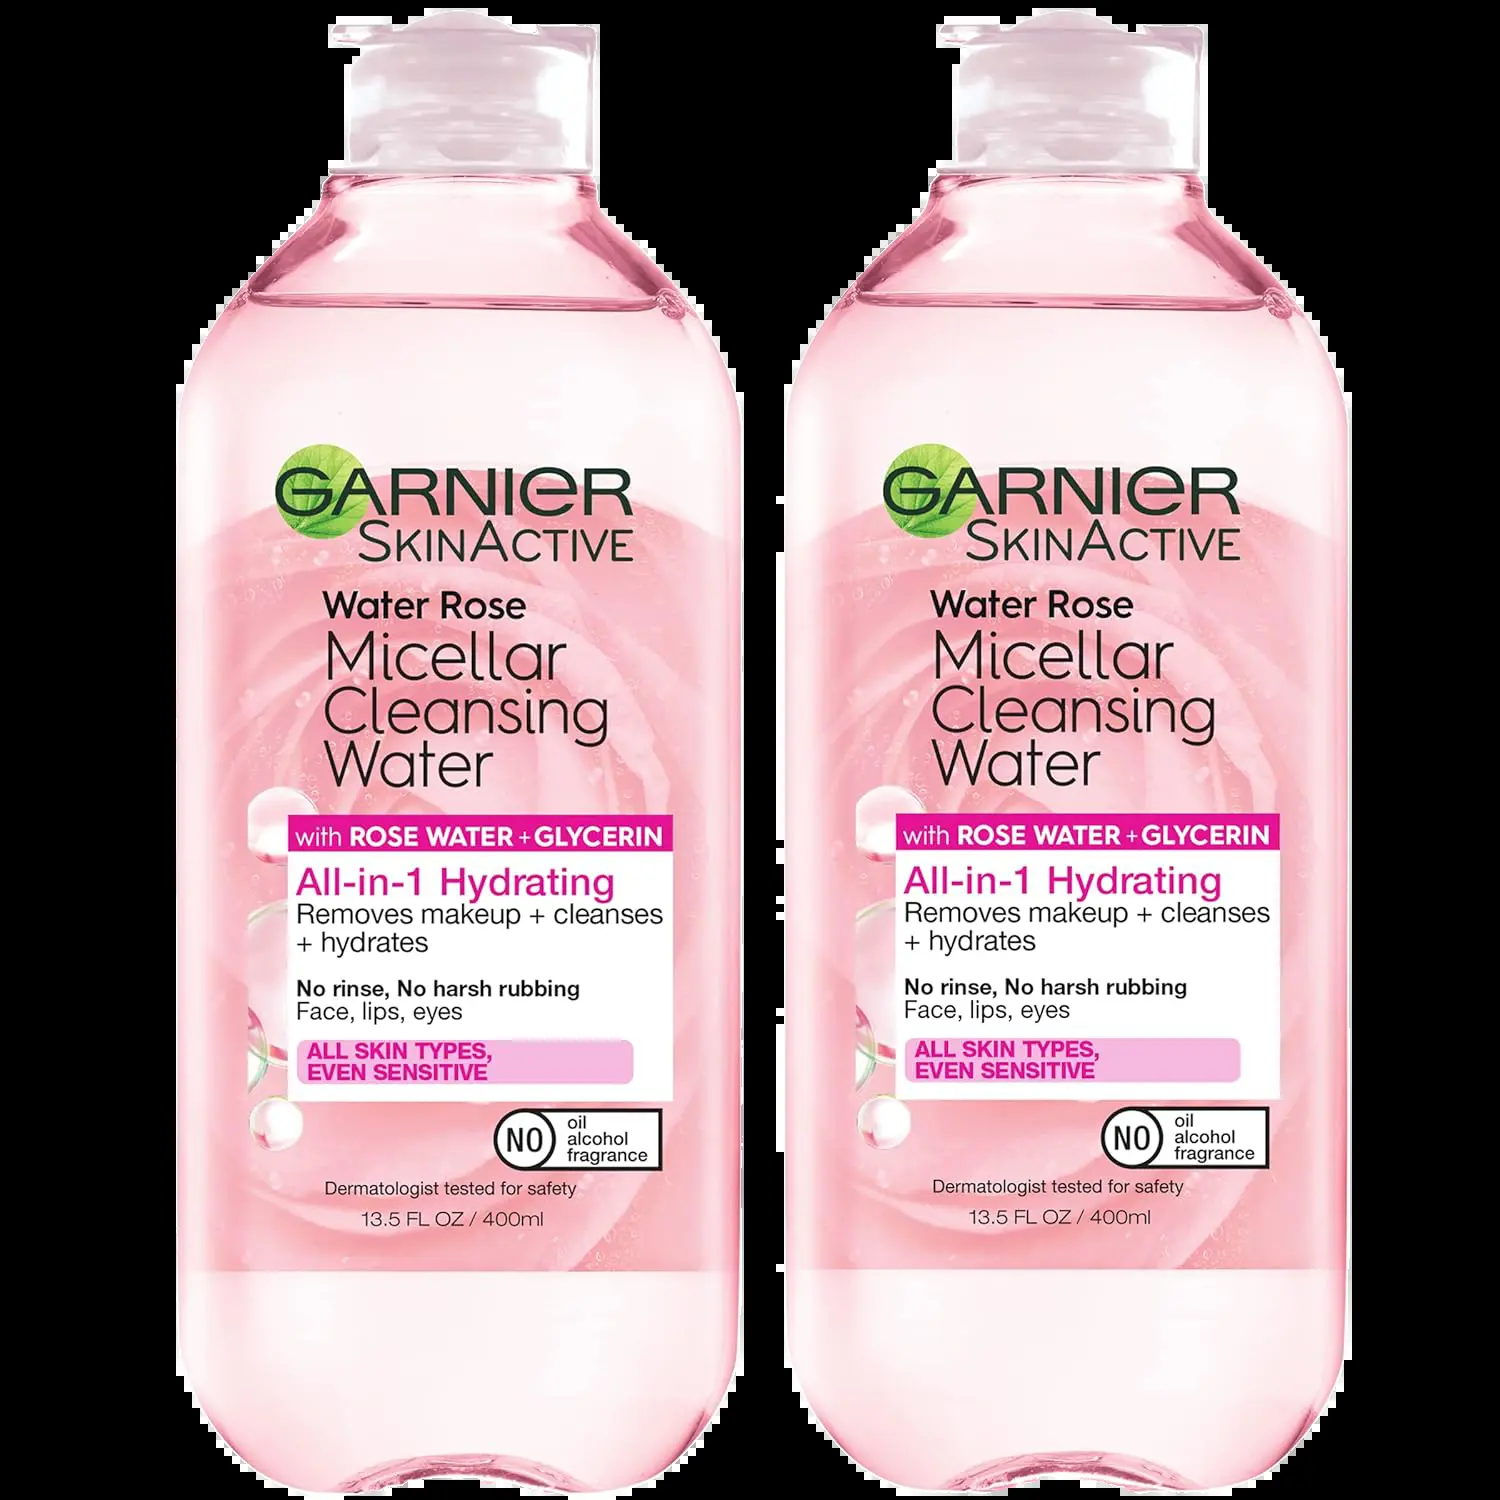 GARNIER
SKINACTIVE
Water Rose
Micellar
Cleansing
Water
with ROSE WATER + GLYCERIN
All-in-1 Hydrating
Removes makeup + cleanses
+ hydrates
No rinse, No harsh rubbing
Face, lips, eyes
ALL SKIN TYPES,
EVEN SENSITIVE
NO
oil
alcohol
fragrance
Dermatologist tested for safety
13.5 FL OZ / 400ml
GARNIER
SKINACTIVE
Water Rose
Micellar
Cleansing
Water
with ROSE WATER + GLYCERIN
All-in-1 Hydrating
Removes makeup + cleanses
+ hydrates
No rinse, No harsh rubbing
Face, lips, eyes
ALL SKIN TYPES,
EVEN SENSITIVE
NO
oil
alcohol
fragrance
Dermatologist tested for safety
13.5 FL OZ / 400ml